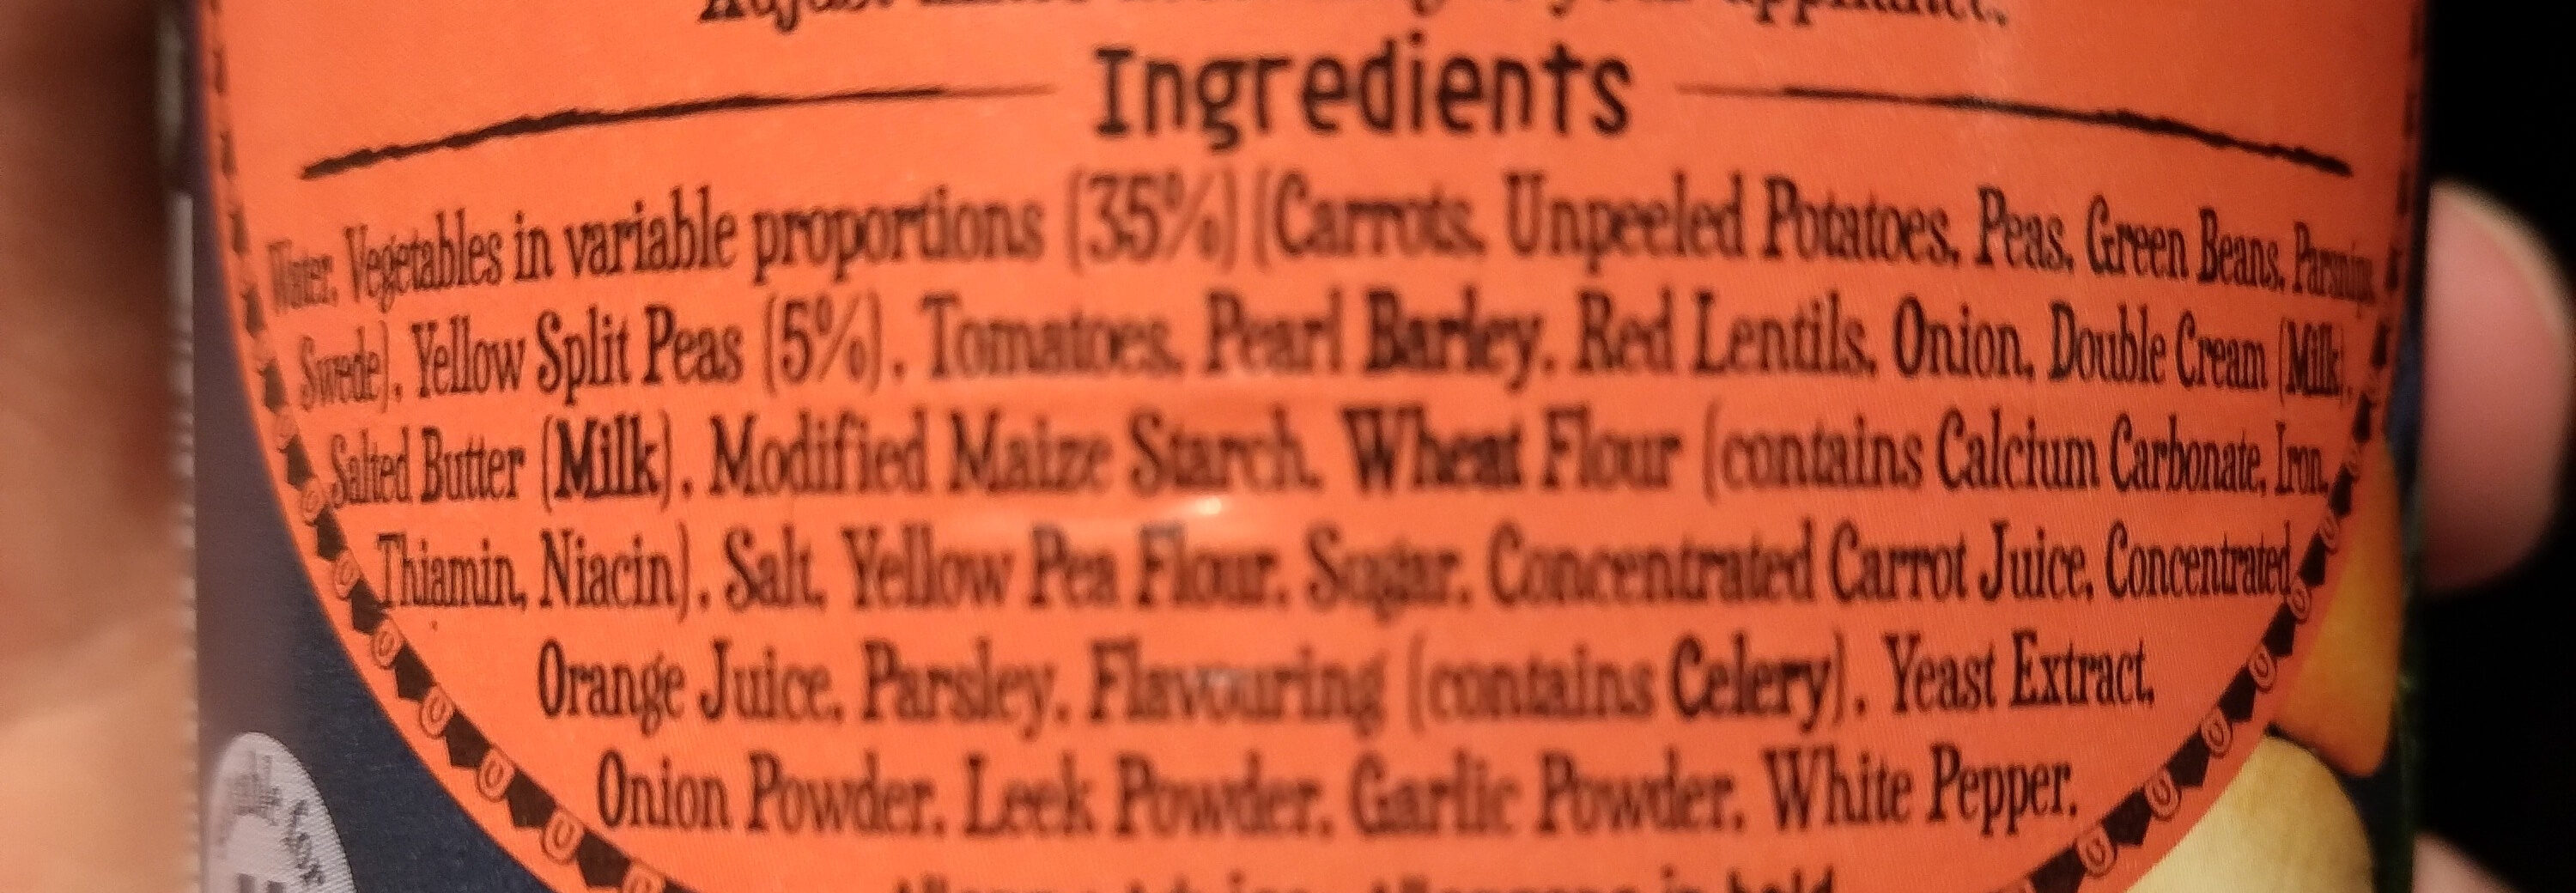 Ingredients
Water, Vegetables in variable proportions (35%) (Carrots, Unpeeled Potatoes, Peas, Green Beans, Parsnips,
Swede), Yellow Split Peas (5%), Tomatoes, Pearl Barley, Red Lentils, Onion, Double Cream (Milk),
Salted Butter (Milk), Modified Maize Starch, Wheat Flour (contains Calcium Carbonate, Iron,
Thiamin, Niacin), Salt, Yellow Pea Flour, Sugar, Concentrated Carrot Juice, Concentrated
Orange Juice, Parsley, Flavouring (contains Celery), Yeast Extract,
Onion Powder, Leek Powder, Garlic Powder, White Pepper.